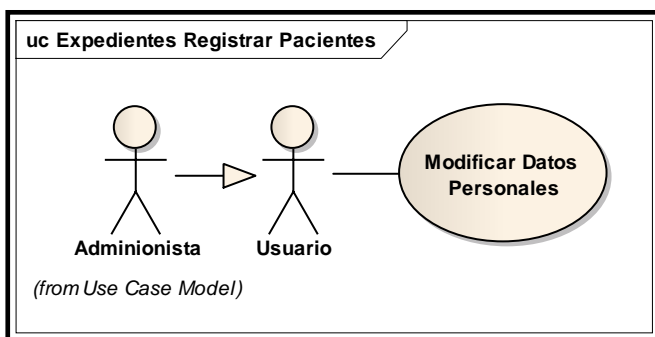 uc Expedientes Registrar Pacientes
Modificar Datos
Personales
Adminionista
Usuario
(from Use Case Model)